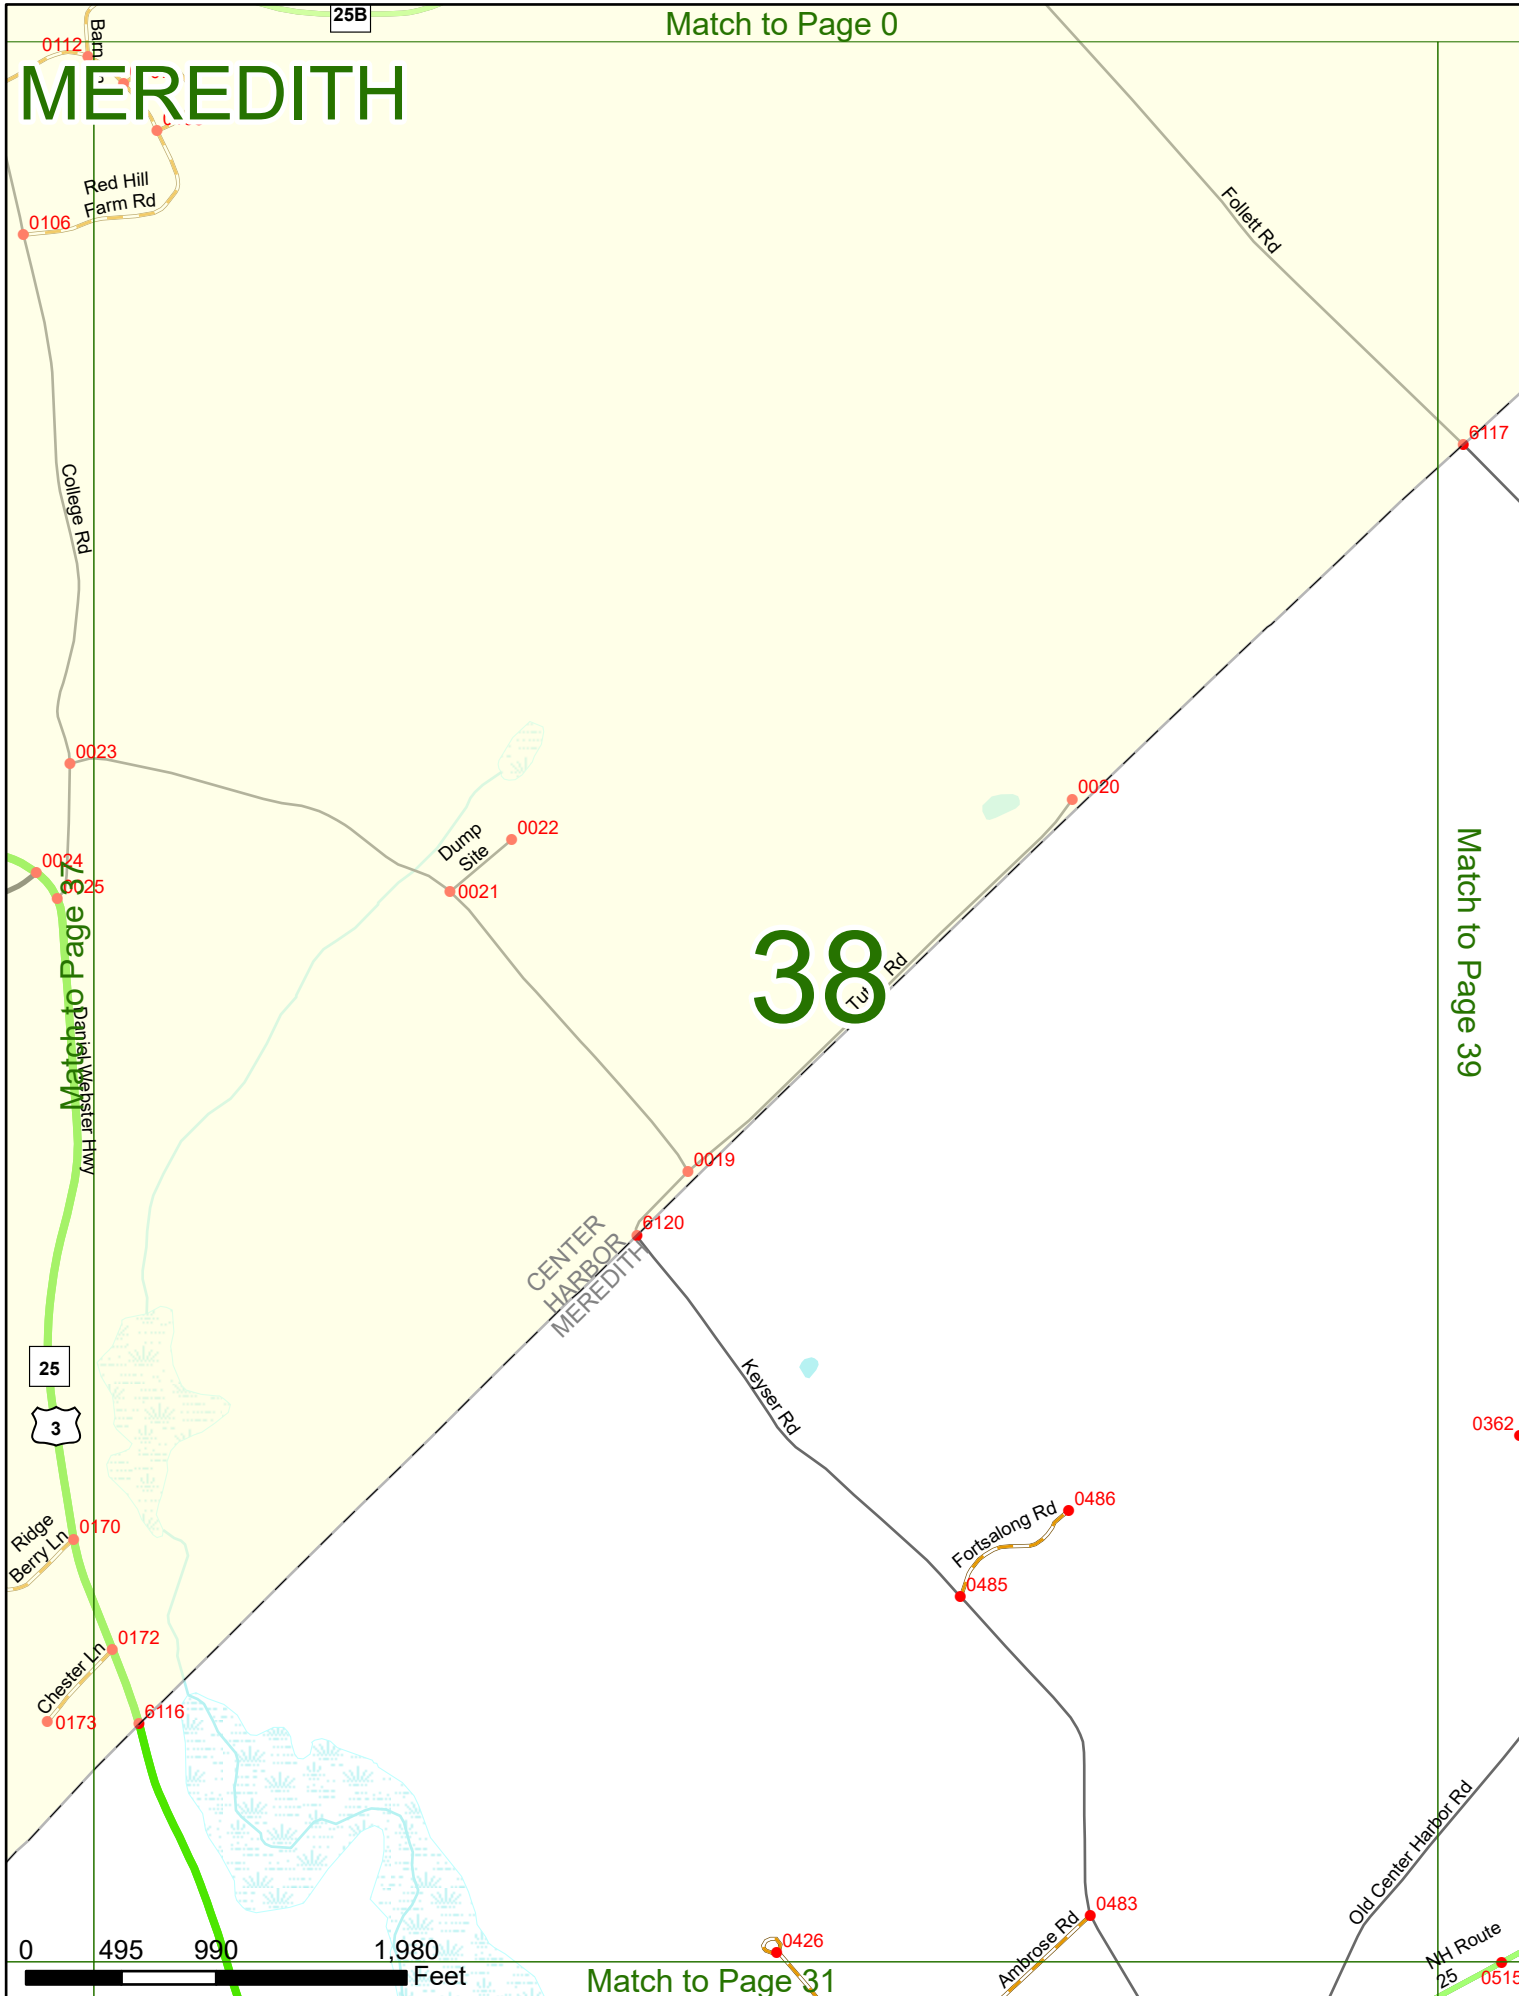 25B
Match to Page 0
Barn
0112
MEREDITH
Red Hill
Farm Rd
0106
Follett Rd
6117
College Rd
0023
0020
0022
Dump
Site
0021
0024
0025
Match to Page 37
Match to Page 39
38
Rd
Daniel Webster Hwy
0019
6120
CENTER
HARBOR
MEREDITH
25
3
Keyser Rd
0362
0486
Fortsalong Rd
0485
Ridge
Berry Ln
0170
0172
Chester Ln
0173
6116
Old Center Harbor Rd
0483
Ambrose Rd
0426
NH Route
25
0515
0 495 990 1,980
Feet
Match to Page 31